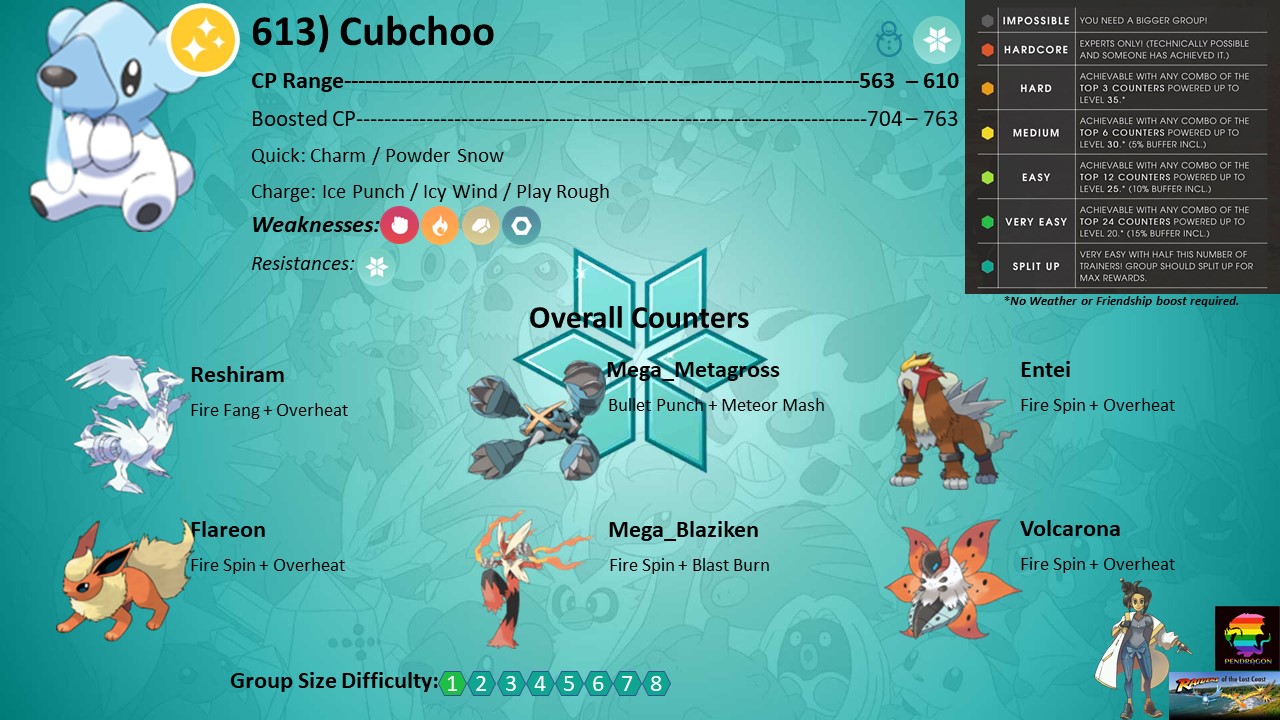 613) Cubchoo
CP Range---563 – 610
Boosted CP---704 – 763
Quick: Charm / Powder Snow
Charge: Ice Punch / Icy Wind / Play Rough
Weaknesses:
Resistances:
IMPOSSIBLE YOU NEED A BIGGER GROUP!
HARDCORE EXPERTS ONLY! (TECHNICALLY POSSIBLE
AND SOMEONE HAS ACHIEVED IT.)
HARD ACHIEVABLE WITH ANY COMBO OF THE
TOP 3 COUNTERS POWERED UP TO
LEVEL 35.*
MEDIUM ACHIEVABLE WITH ANY COMBO OF THE
TOP 6 COUNTERS POWERED UP TO
LEVEL 30.* (5% BUFFER INCL.)
EASY ACHIEVABLE WITH ANY COMBO OF THE
TOP 12 COUNTERS POWERED UP TO
LEVEL 25.* (10% BUFFER INCL.)
VERY EASY ACHIEVABLE WITH ANY COMBO OF THE
TOP 24 COUNTERS POWERED UP TO
LEVEL 20.* (15% BUFFER INCL.)
SPLIT UP VERY EASY WITH HALF THIS NUMBER OF
TRAINERS! GROUP SHOULD SPLIT UP FOR
MAX REWARDS.
*No Weather or Friendship boost required.
Overall Counters
Reshiram
Fire Fang + Overheat
Mega_Metagross
Bullet Punch + Meteor Mash
Entei
Fire Spin + Overheat
Flareon
Fire Spin + Overheat
Mega_Blaziken
Fire Spin + Blast Burn
Volcarona
Fire Spin + Overheat
Group Size Difficulty: 1 2 3 4 5 6 7 8
PENDRAGON
RAIDERS of the Lost Coast